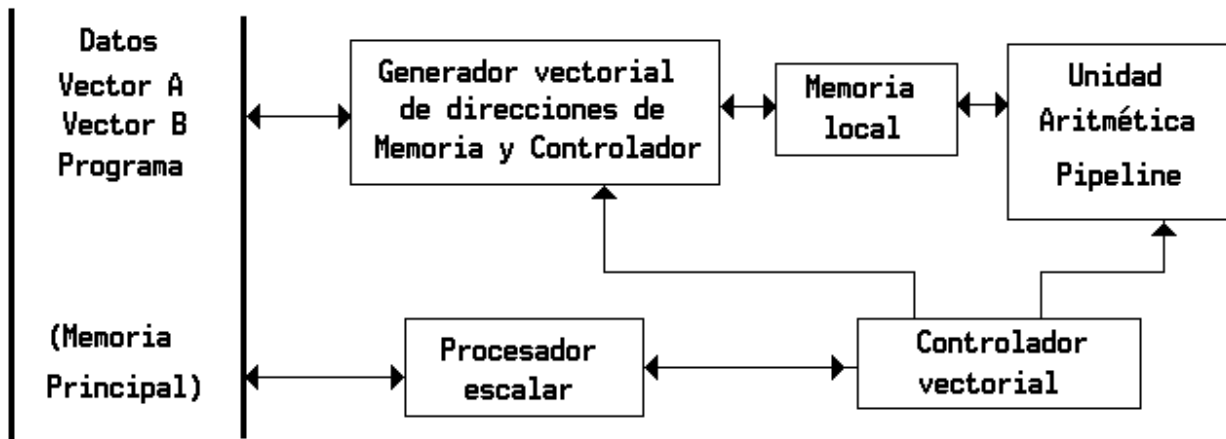 Datos
Vector A
Vector B
Programa
(Memoria
Principal)
Generador vectorial
de direcciones de
Memoria y Controlador
Memoria
local
Unidad
Aritmética
Pipeline
Procesador
escalar
Controlador
vectorial